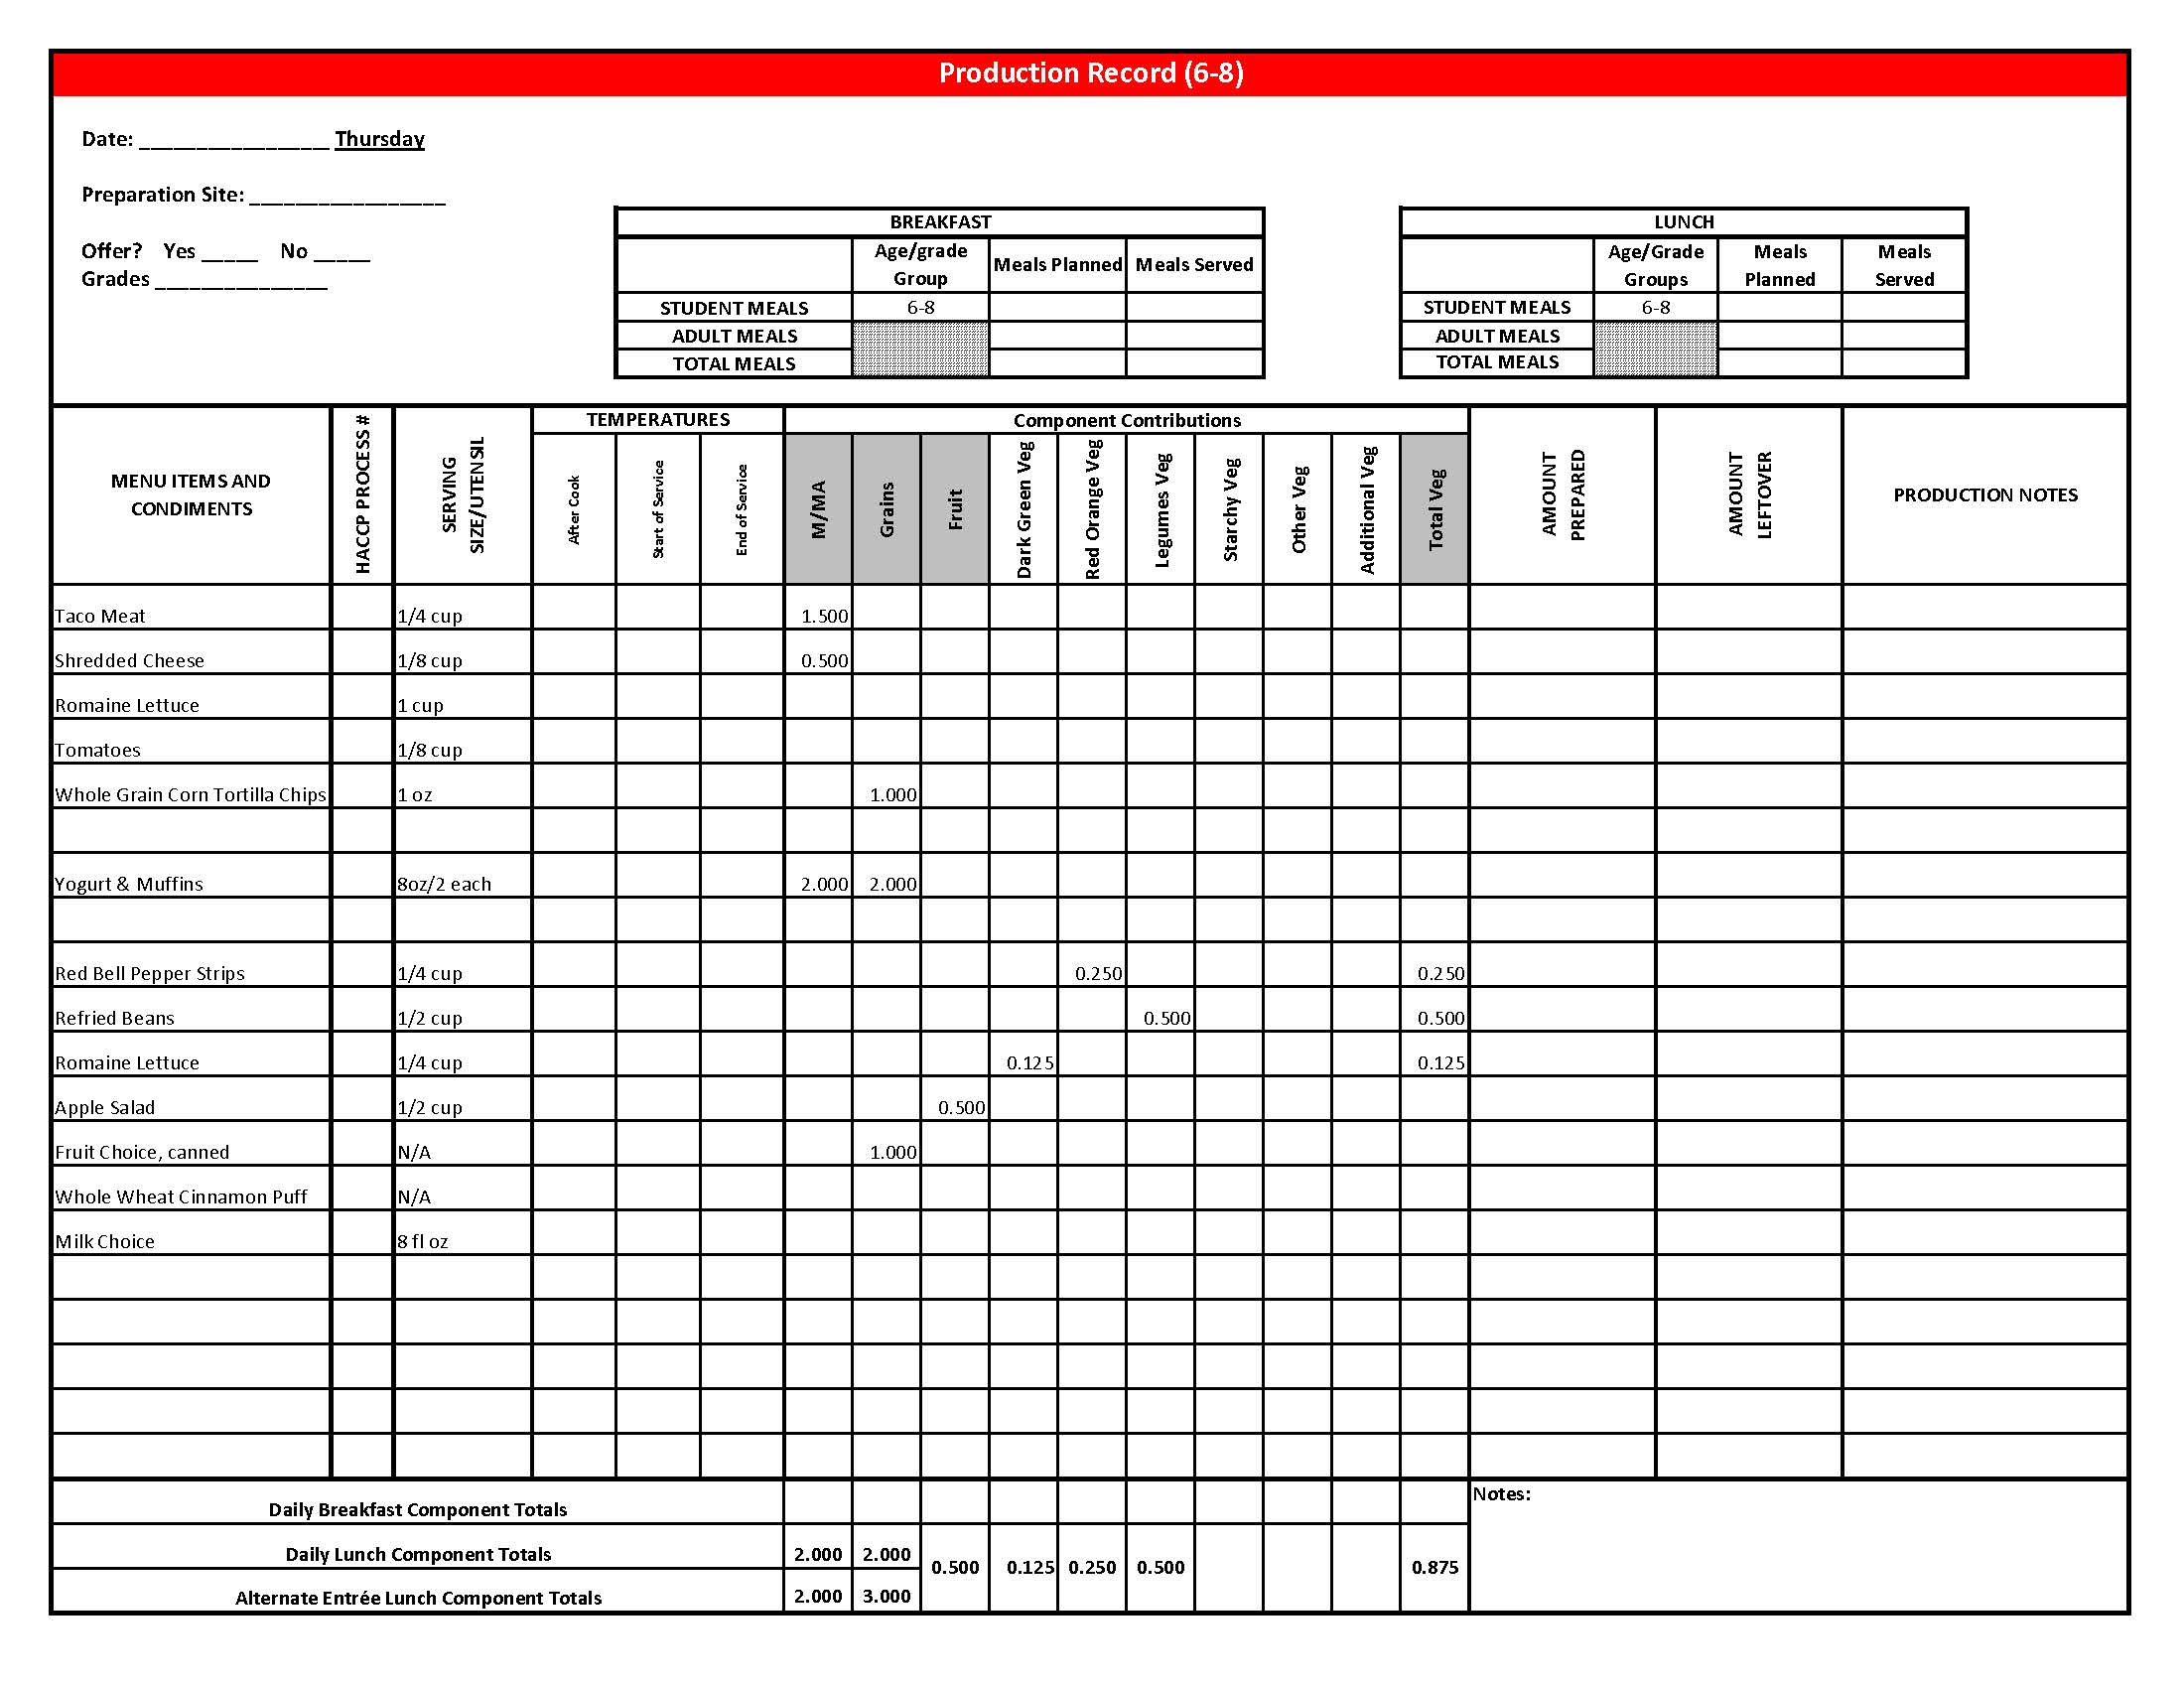 Production Record (6-8)
Date: _________________ Thursday
Preparation Site: _________________
Offer? Yes _____ No _____
Grades _______________
BREAKFAST
Age/grade Group Meals Planned Meals Served
STUDENT MEALS 6-8
ADULT MEALS
TOTAL MEALS
LUNCH
Age/Grade Groups Meals Planned Meals Served
STUDENT MEALS 6-8
ADULT MEALS
TOTAL MEALS
MENU ITEMS AND CONDIMENTS
HACCP PROCESS #
SERVING SIZE/UTENSIL
TEMPERATURES
After Cook
Start of Service
End of Service
Component Contributions
M/MA
Grains
Fruit
Dark Green Veg
Red Orange Veg
Legumes Veg
Starchy Veg
Other Veg
Additional Veg
Total Veg
AMOUNT PREPARED
AMOUNT LEFTOVER
PRODUCTION NOTES
Taco Meat 1/4 cup 1.500
Shredded Cheese 1/8 cup 0.500
Romaine Lettuce 1 cup
Tomatoes 1/8 cup
Whole Grain Corn Tortilla Chips 1 oz 1.000
Yogurt & Muffins 8oz/2 each 2.000 2.000
Red Bell Pepper Strips 1/4 cup 0.250 0.250
Refried Beans 1/2 cup 0.500 0.500
Romaine Lettuce 1/4 cup 0.125 0.125
Apple Salad 1/2 cup 0.500
Fruit Choice, canned N/A 1.000
Whole Wheat Cinnamon Puff N/A
Milk Choice 8 fl oz
Daily Breakfast Component Totals
Notes:
Daily Lunch Component Totals 2.000 2.000
0.500 0.125 0.250 0.500 0.875
Alternate Entrée Lunch Component Totals 2.000 3.000